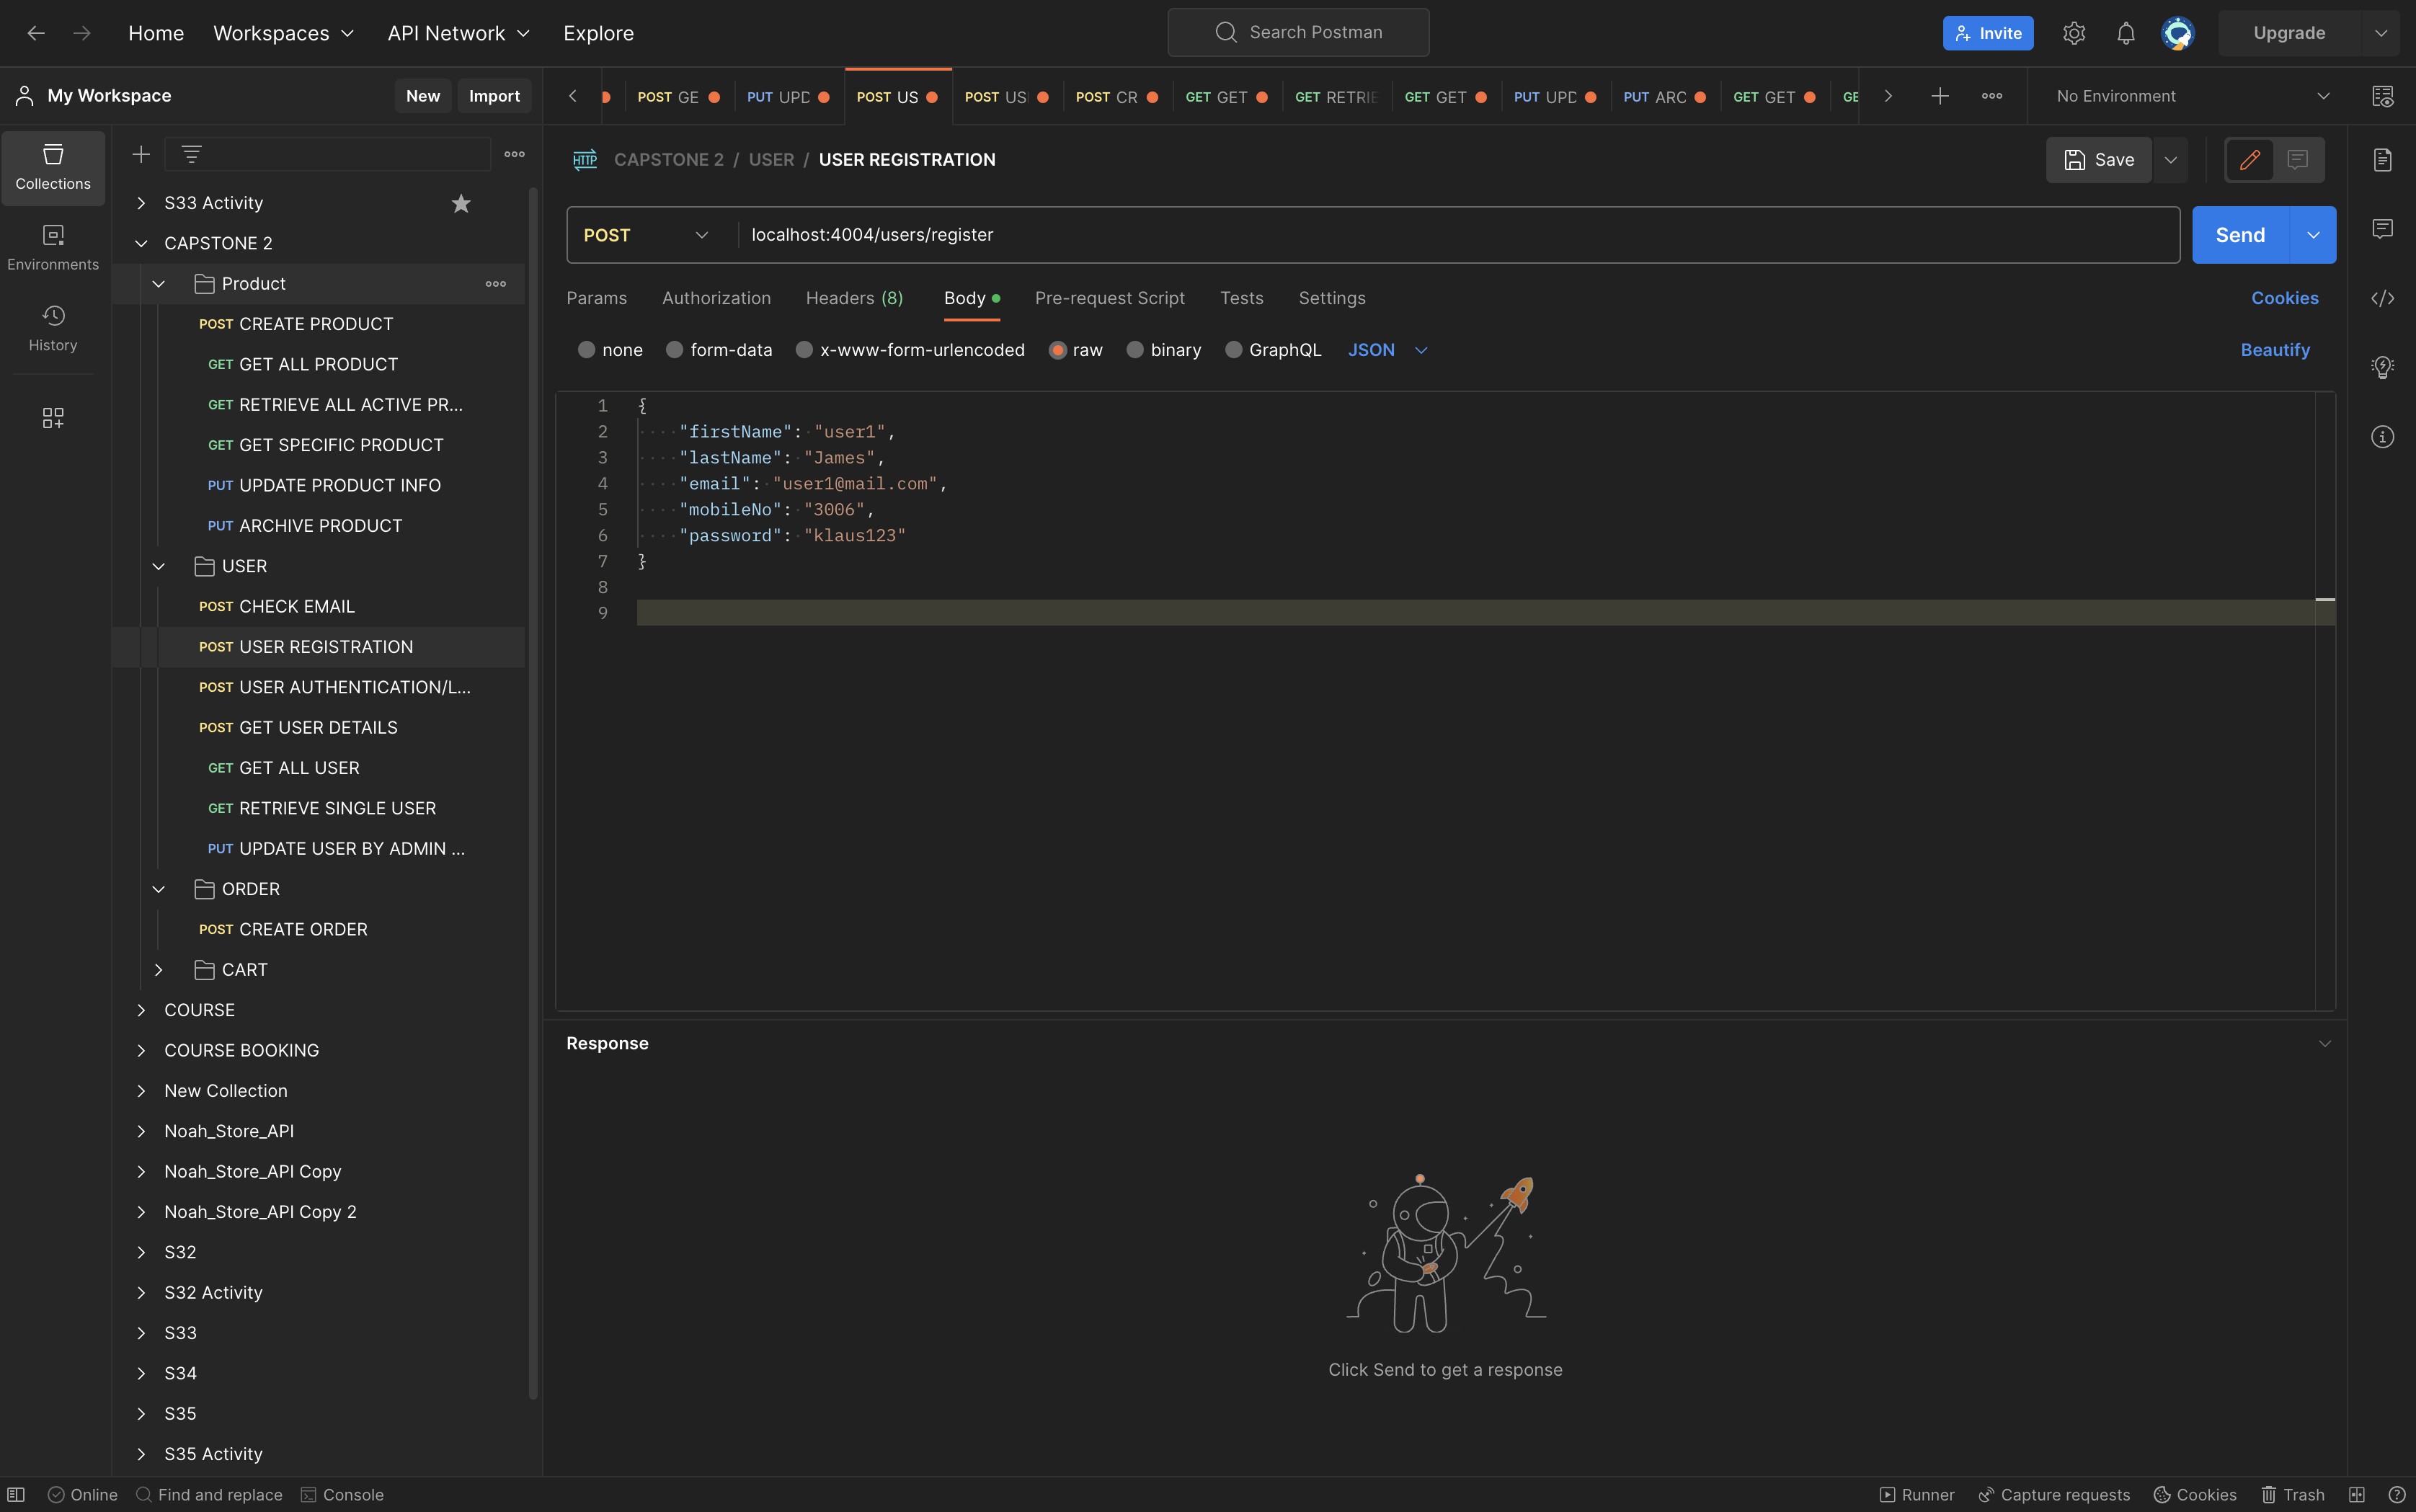 Home Workspaces API Network Explore Search Postman Invite Upgrade
My Workspace New Import
POST GE PUT UPD POST US POST US POST CR GET GET GET RETRIE GET GET PUT UPD PUT ARC GET GET GE No Environment
Collections
Environments
History
S33 Activity
CAPSTONE 2
Product
POST CREATE PRODUCT
GET GET ALL PRODUCT
GET RETRIEVE ALL ACTIVE PR...
GET GET SPECIFIC PRODUCT
PUT UPDATE PRODUCT INFO
PUT ARCHIVE PRODUCT
USER
POST CHECK EMAIL
POST USER REGISTRATION
POST USER AUTHENTICATION/L...
POST GET USER DETAILS
GET GET ALL USER
GET RETRIEVE SINGLE USER
PUT UPDATE USER BY ADMIN ...
ORDER
POST CREATE ORDER
CART
COURSE
COURSE BOOKING
New Collection
Noah_Store_API
Noah_Store_API Copy
Noah_Store_API Copy 2
S32
S32 Activity
S33
S34
S35
S35 Activity
HTTP CAPSTONE 2 / USER / USER REGISTRATION Save
POST localhost:4004/users/register Send
Params Authorization Headers (8) Body Pre-request Script Tests Settings Cookies
none form-data x-www-form-urlencoded raw binary GraphQL JSON Beautify
1 {
2 "firstName": "user1",
3 "lastName": "James",
4 "email": "user1@mail.com",
5 "mobileNo": "3006",
6 "password": "klaus123"
7 }
8
9
Response
Click Send to get a response
Online Find and replace Console Runner Capture requests Cookies Trash